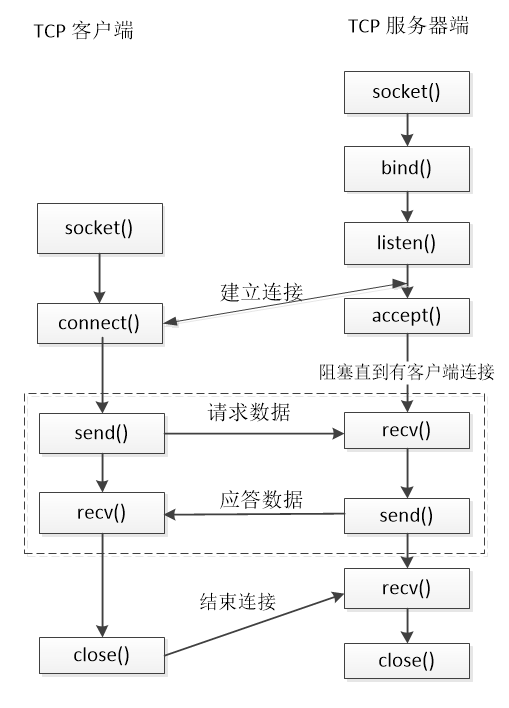 TCP 客户端
TCP 服务器端
socket()
bind()
socket()
listen()
建立连接
connect()
accept()
阻塞直到有客户端连接
请求数据
send()
recv()
应答数据
recv()
send()
recv()
结束连接
close()
close()